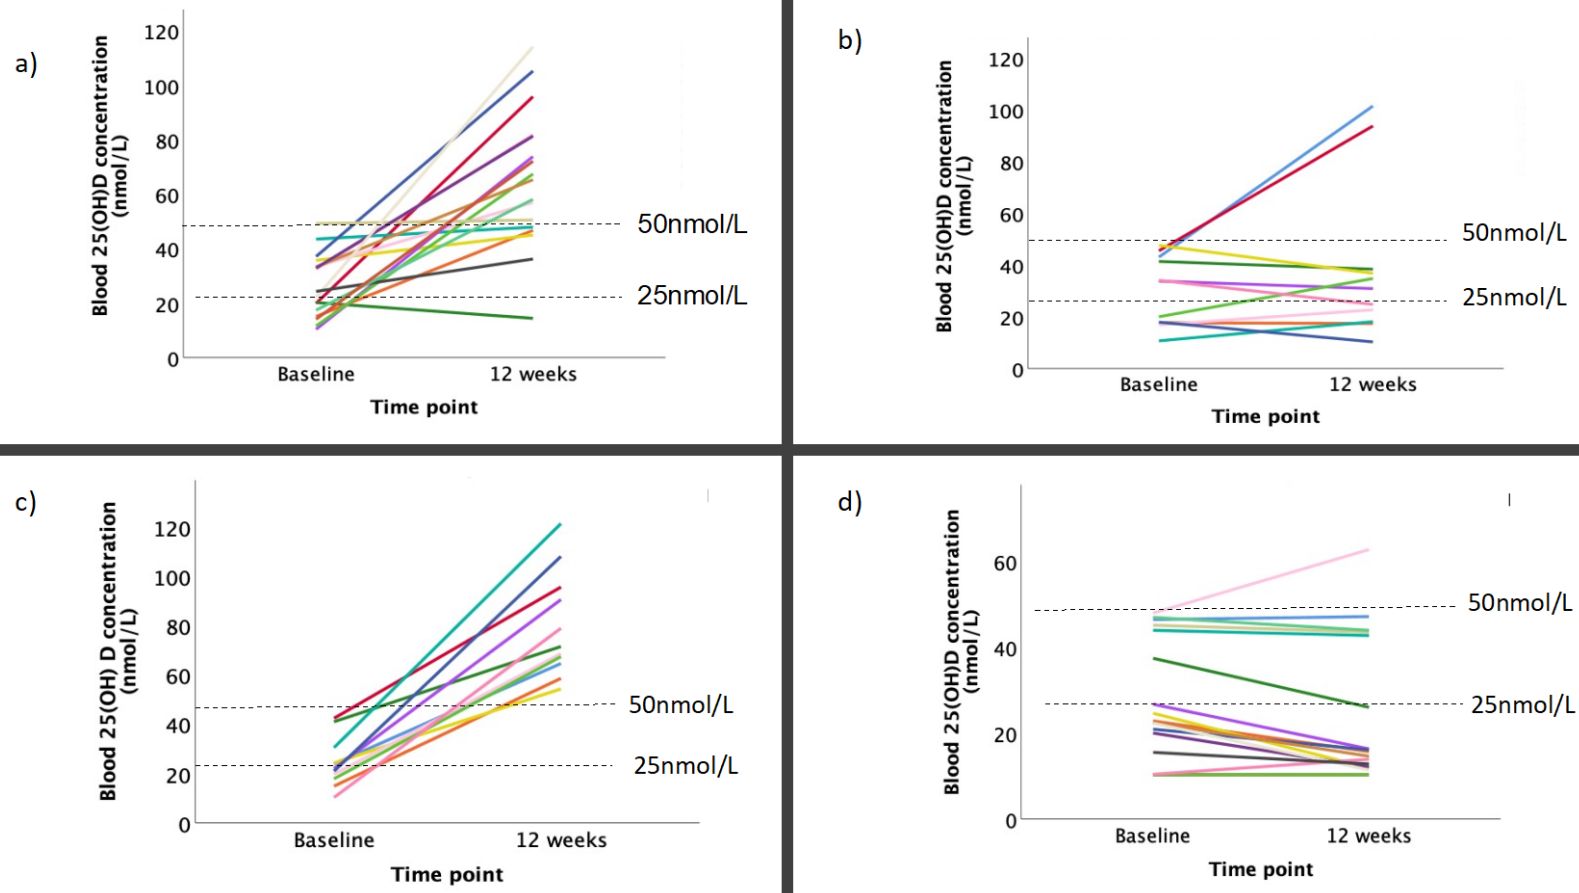 a)
Blood 25(OH)D concentration
(nmol/L)
120
100
80
60
40
20
0
50nmol/L
25nmol/L
Baseline
12 weeks
Time point
b)
Blood 25(OH)D concentration
(nmol/L)
120
100
80
60
40
20
0
50nmol/L
25nmol/L
Baseline
12 weeks
Time point
c)
Blood 25(OH) D concentration
(nmol/L)
120
100
80
60
40
20
0
50nmol/L
25nmol/L
Baseline
12 weeks
Time point
d)
Blood 25(OH)D concentration
(nmol/L)
60
40
20
0
50nmol/L
25nmol/L
Baseline
12 weeks
Time point